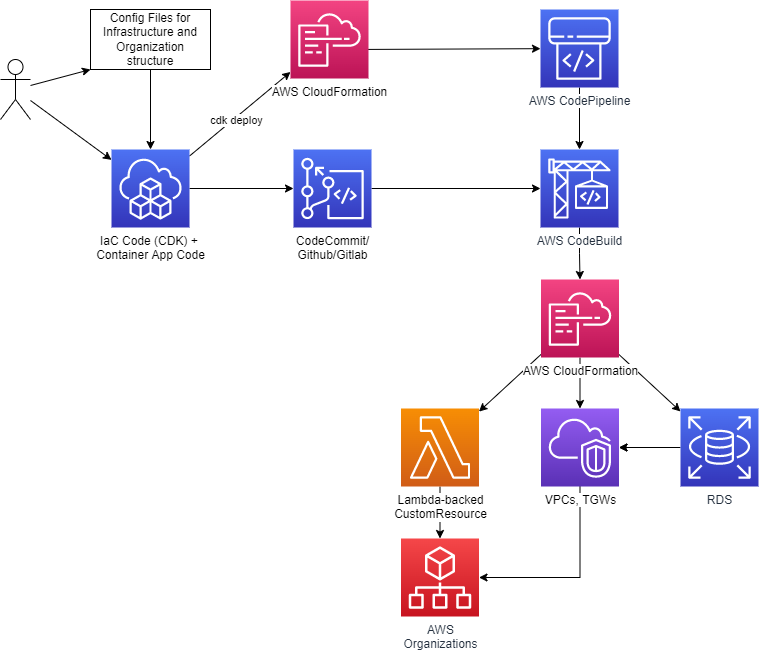 Config Files for
Infrastructure and
Organization
structure
AWS CloudFormation
AWS CodePipeline
cdk deploy
IaC Code (CDK) +
Container App Code
CodeCommit/
Github/Gitlab
AWS CodeBuild
AWS CloudFormation
Lambda-backed
CustomResource
VPCs, TGWs
RDS
AWS
Organizations